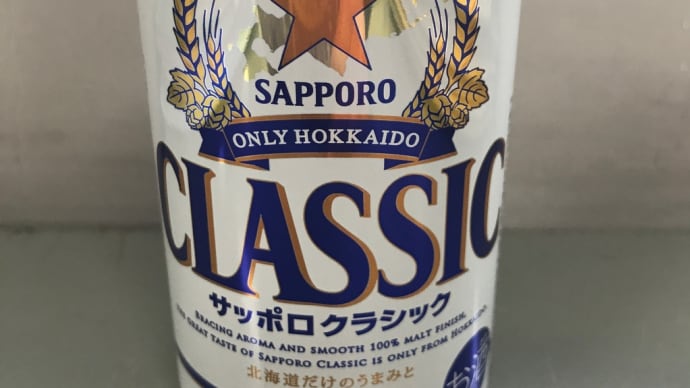 SAPPORO
ONLY HOKKAIDO
CLASSIC
サッポロクラシック
BRACING AROMA AND SMOOTH 100% MALT FINISH.
THE GREAT TASTE OF SAPPORO CLASSIC IS ONLY FROM HOKKAIDO.
北海道だけのうまみと
お酒